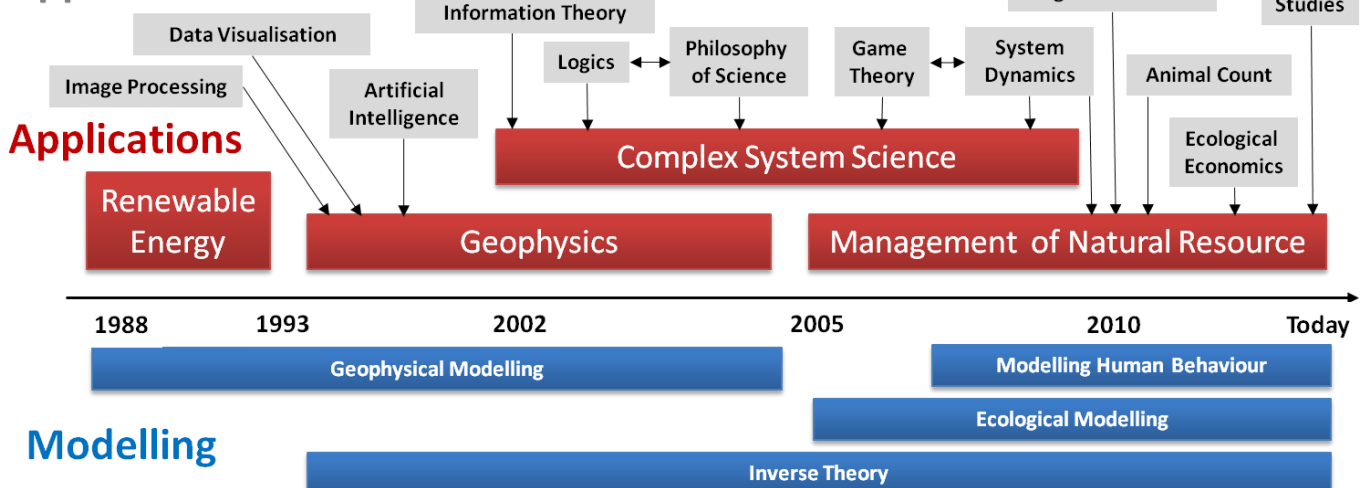 Information Theory
Studies
Data Visualisation
Logics
Philosophy
of Science
Game
Theory
System
Dynamics
Image Processing
Artificial
Intelligence
Animal Count
Applications
Ecological
Economics
Complex System Science
Renewable
Energy
Geophysics
Management of Natural Resource
1988
1993
2002
2005
2010
Today
Geophysical Modelling
Modelling Human Behaviour
Ecological Modelling
Modelling
Inverse Theory